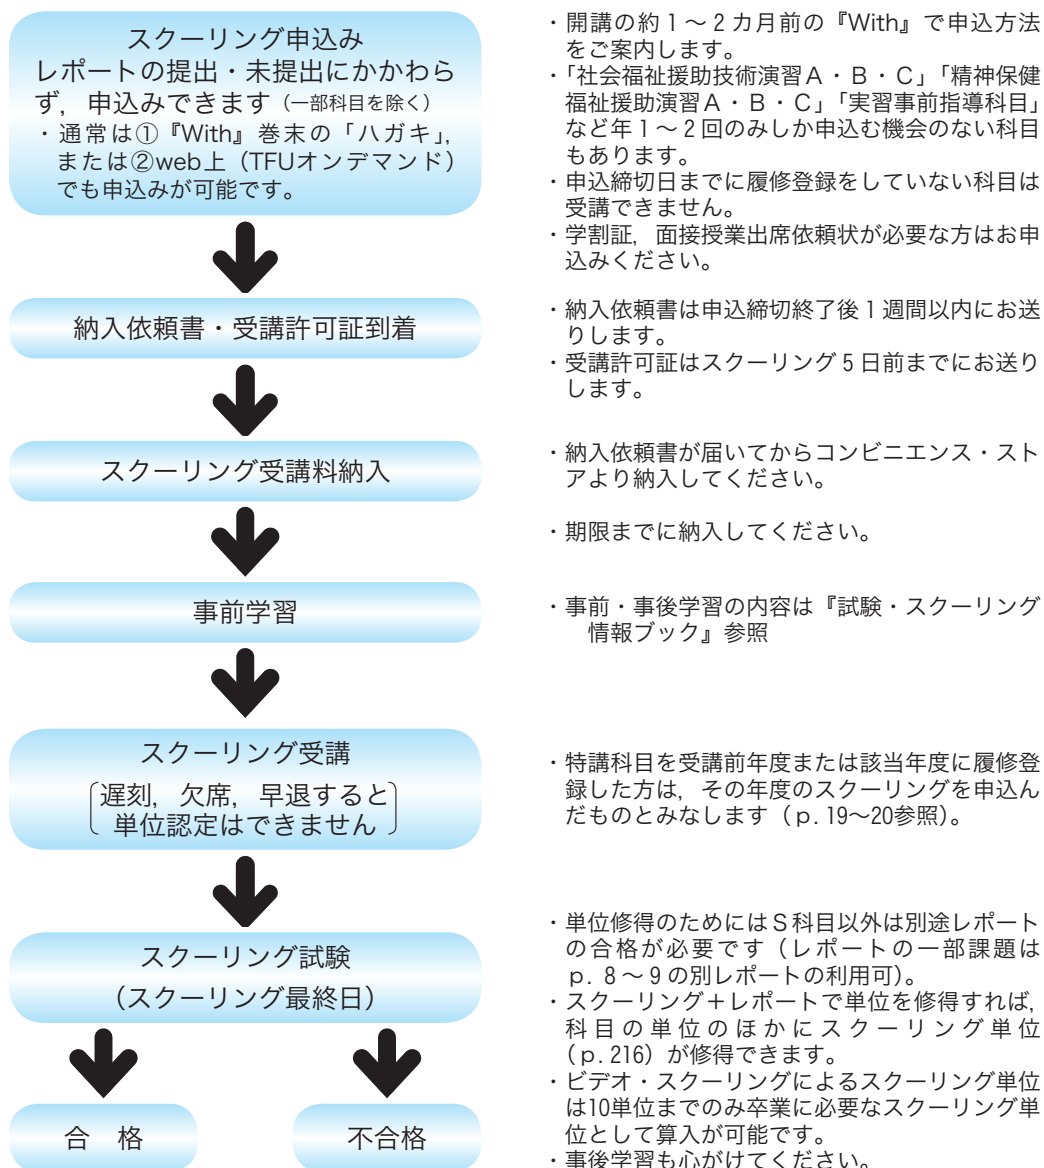 スクーリング申込み
レポートの提出・未提出にかかわら
ず，申込みできます（一部科目を除く）
・通常は①『With』巻末の「ハガキ」，
または②web上（TFUオンデマンド）
でも申込みが可能です。
・開講の約１～２カ月前の『With』で申込方法
をご案内します。
・「社会福祉援助技術演習Ａ・Ｂ・Ｃ」「精神保健
福祉援助演習Ａ・Ｂ・Ｃ」「実習事前指導科目」
など年１～２回のみしか申込む機会のない科目
もあります。
・申込締切日までに履修登録をしていない科目は
受講できません。
・学割証，面接授業出席依頼状が必要な方はお申
込みください。
納入依頼書・受講許可証到着
・納入依頼書は申込締切終了後１週間以内にお送
りします。
・受講許可証はスクーリング５日前までにお送り
します。
スクーリング受講料納入
・納入依頼書が届いてからコンビニエンス・スト
アより納入してください。
・期限までに納入してください。
事前学習
・事前・事後学習の内容は『試験・スクーリング
情報ブック』参照
スクーリング受講
〔遅刻，欠席，早退すると
単位認定はできません〕
・特講科目を受講前年度または該当年度に履修登
録した方は，その年度のスクーリングを申込ん
だものとみなします（ｐ.19～20参照）。
スクーリング試験
（スクーリング最終日）
・単位修得のためにはＳ科目以外は別途レポート
の合格が必要です（レポートの一部課題は
ｐ.８～９の別レポートの利用可）。
・スクーリング＋レポートで単位を修得すれば，
科目の単位のほかにスクーリング単位
（ｐ.216）が修得できます。
・ビデオ・スクーリングによるスクーリング単位
は10単位までのみ卒業に必要なスクーリング単
位として算入が可能です。
・事後学習も心がけてください。
合　格
不合格